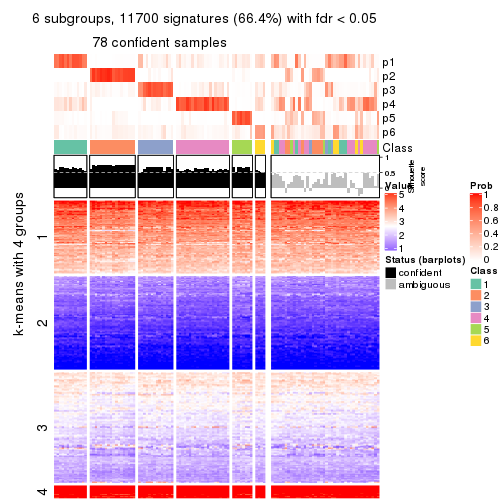 6 subgroups, 11700 signatures (66.4%) with fdr < 0.05
78 confident samples
p1
p2
p3
p4
p5
p6
Class
1
0.5
0
Silhouette
score
k-means with 4 groups
1
2
3
4
Value
5
4
3
2
1
Status (barplots)
confident
ambiguous
Prob
1
0.8
0.6
0.4
0.2
0
Class
1
2
3
4
5
6